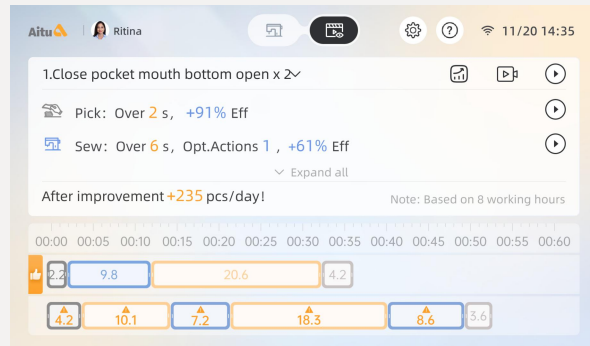 Aitu Ritina 11/20 14:35
1.Close pocket mouth bottom open x 2
Pick: Over 2 s, +91% Eff
Sew: Over 6 s, Opt.Actions 1 , +61% Eff
Expand all
After improvement +235 pcs/day! Note: Based on 8 working hours
00:00 00:05 00:10 00:15 00:20 00:25 00:30 00:35 00:40 00:45 00:50 00:55 00:60
2.2 9.8 20.6 4.2
4.2 10.1 7.2 18.3 8.6 3.6